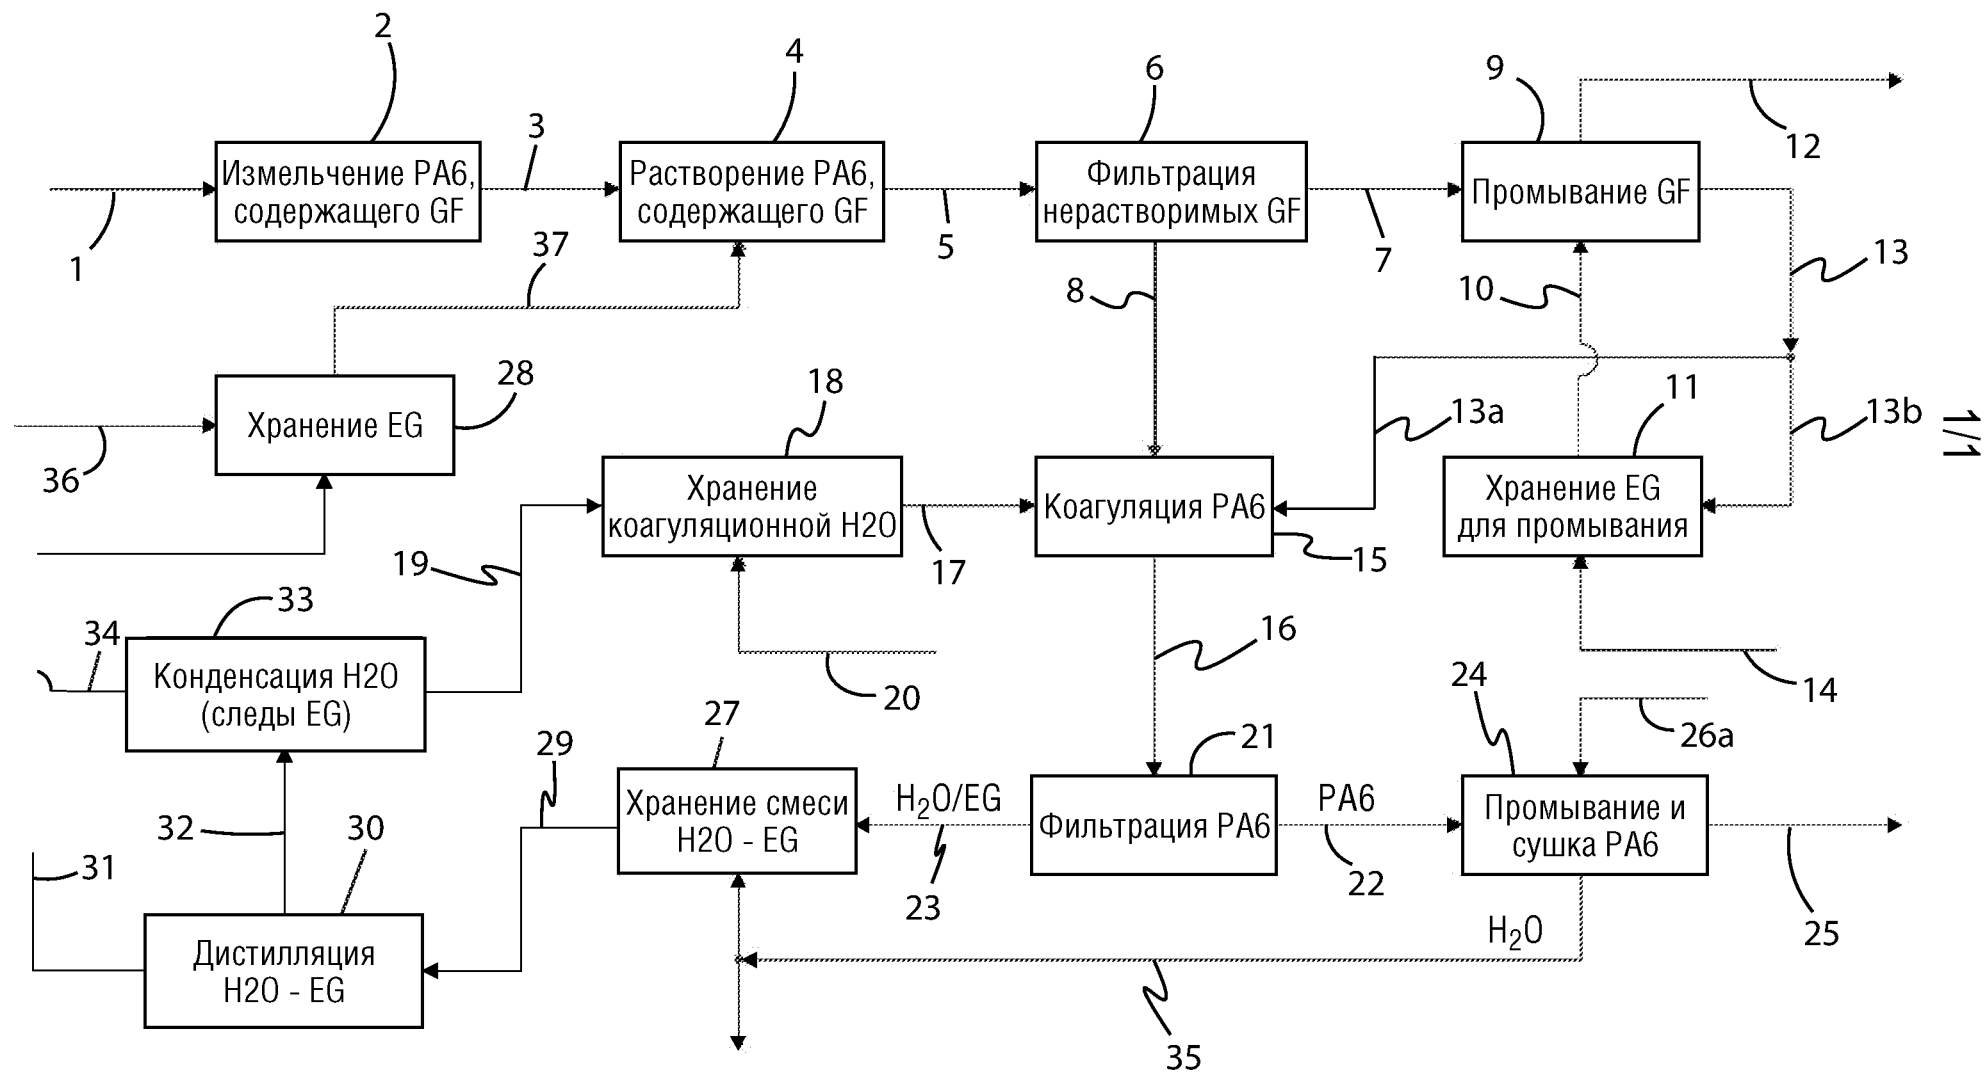 2
4
6
9
12
3
Измельчение PA6,
содержащего GF
Растворение PA6,
содержащего GF
Фильтрация
нерастворимых GF
Промывание GF
1
37
5
7
13
8
10
28
18
11
13a
13b
1/1
Хранение EG
36
Хранение
коагуляционной H2O
Коагуляция PA6
Хранение EG
для промывания
19
17
15
33
34
16
Конденсация H2O
(следы EG)
20
14
24
27
29
21
26a
Хранение смеси
H2O - EG
H₂O/EG
Фильтрация PA6
PA6
Промывание и
сушка PA6
32
30
31
23
22
25
Дистилляция
H2O - EG
H₂O
35